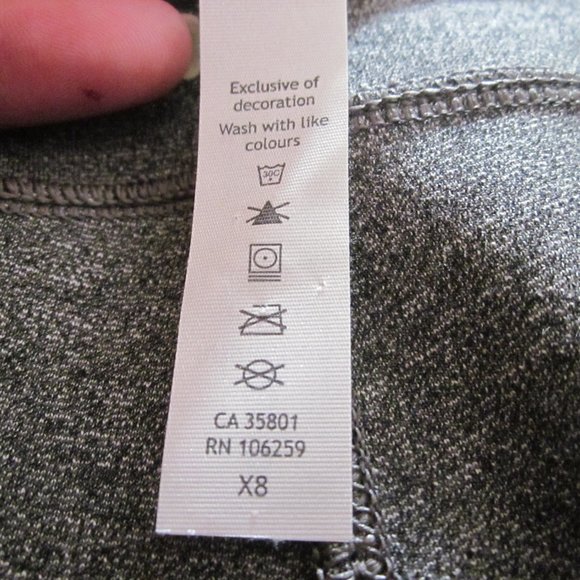 Exclusive of
decoration
Wash with like
colours
30C
CA 35801
RN 106259
X8